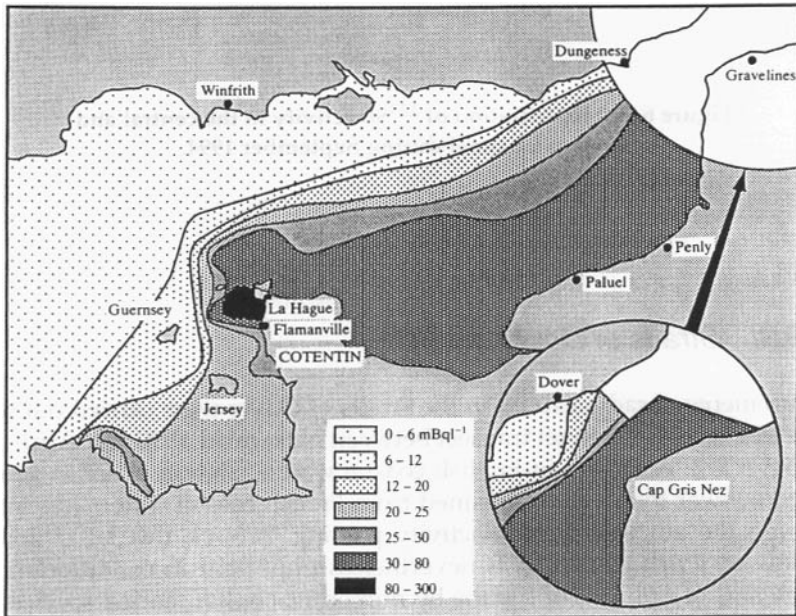 Dungeness
Gravelines
Winfrith
Penly
Paluel
La Hague
Guernsey
Flamanville
COTENTIN
Dover
Jersey
0 – 6 mBql⁻¹
6 – 12
12 – 20
20 – 25
25 – 30
30 – 80
80 – 300
Cap Gris Nez